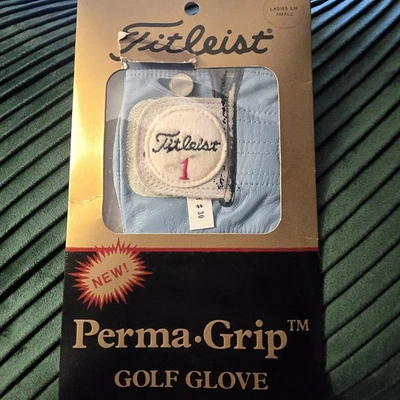 LADIES LH
SMALL
Titleist®
Titleist
1
NEW!
Perma·Grip™
GOLF GLOVE